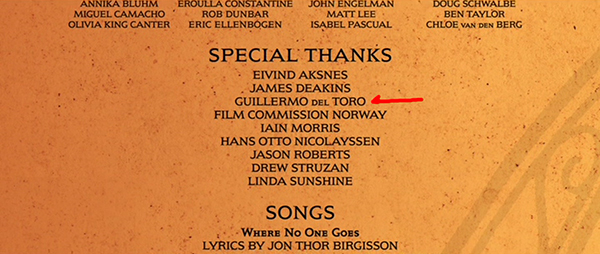 ANNIKA BLUHM EROULLA CONSTANTINE JOHN ENGELMAN DOUG SCHWALBE
MIGUEL CAMACHO ROB DUNBAR MATT LEE BEN TAYLOR
OLIVIA KING CANTER ERIC ELLENBOGEN ISABEL PASCUAL CHLOE VAN DEN BERG
SPECIAL THANKS
EIVIND AKSNES
JAMES DEAKINS
GUILLERMO DEL TORO
FILM COMMISSION NORWAY
IAIN MORRIS
HANS OTTO NICOLAYSSEN
JASON ROBERTS
DREW STRUZAN
LINDA SUNSHINE
SONGS
WHERE NO ONE GOES
LYRICS BY JON THOR BIRGISSON